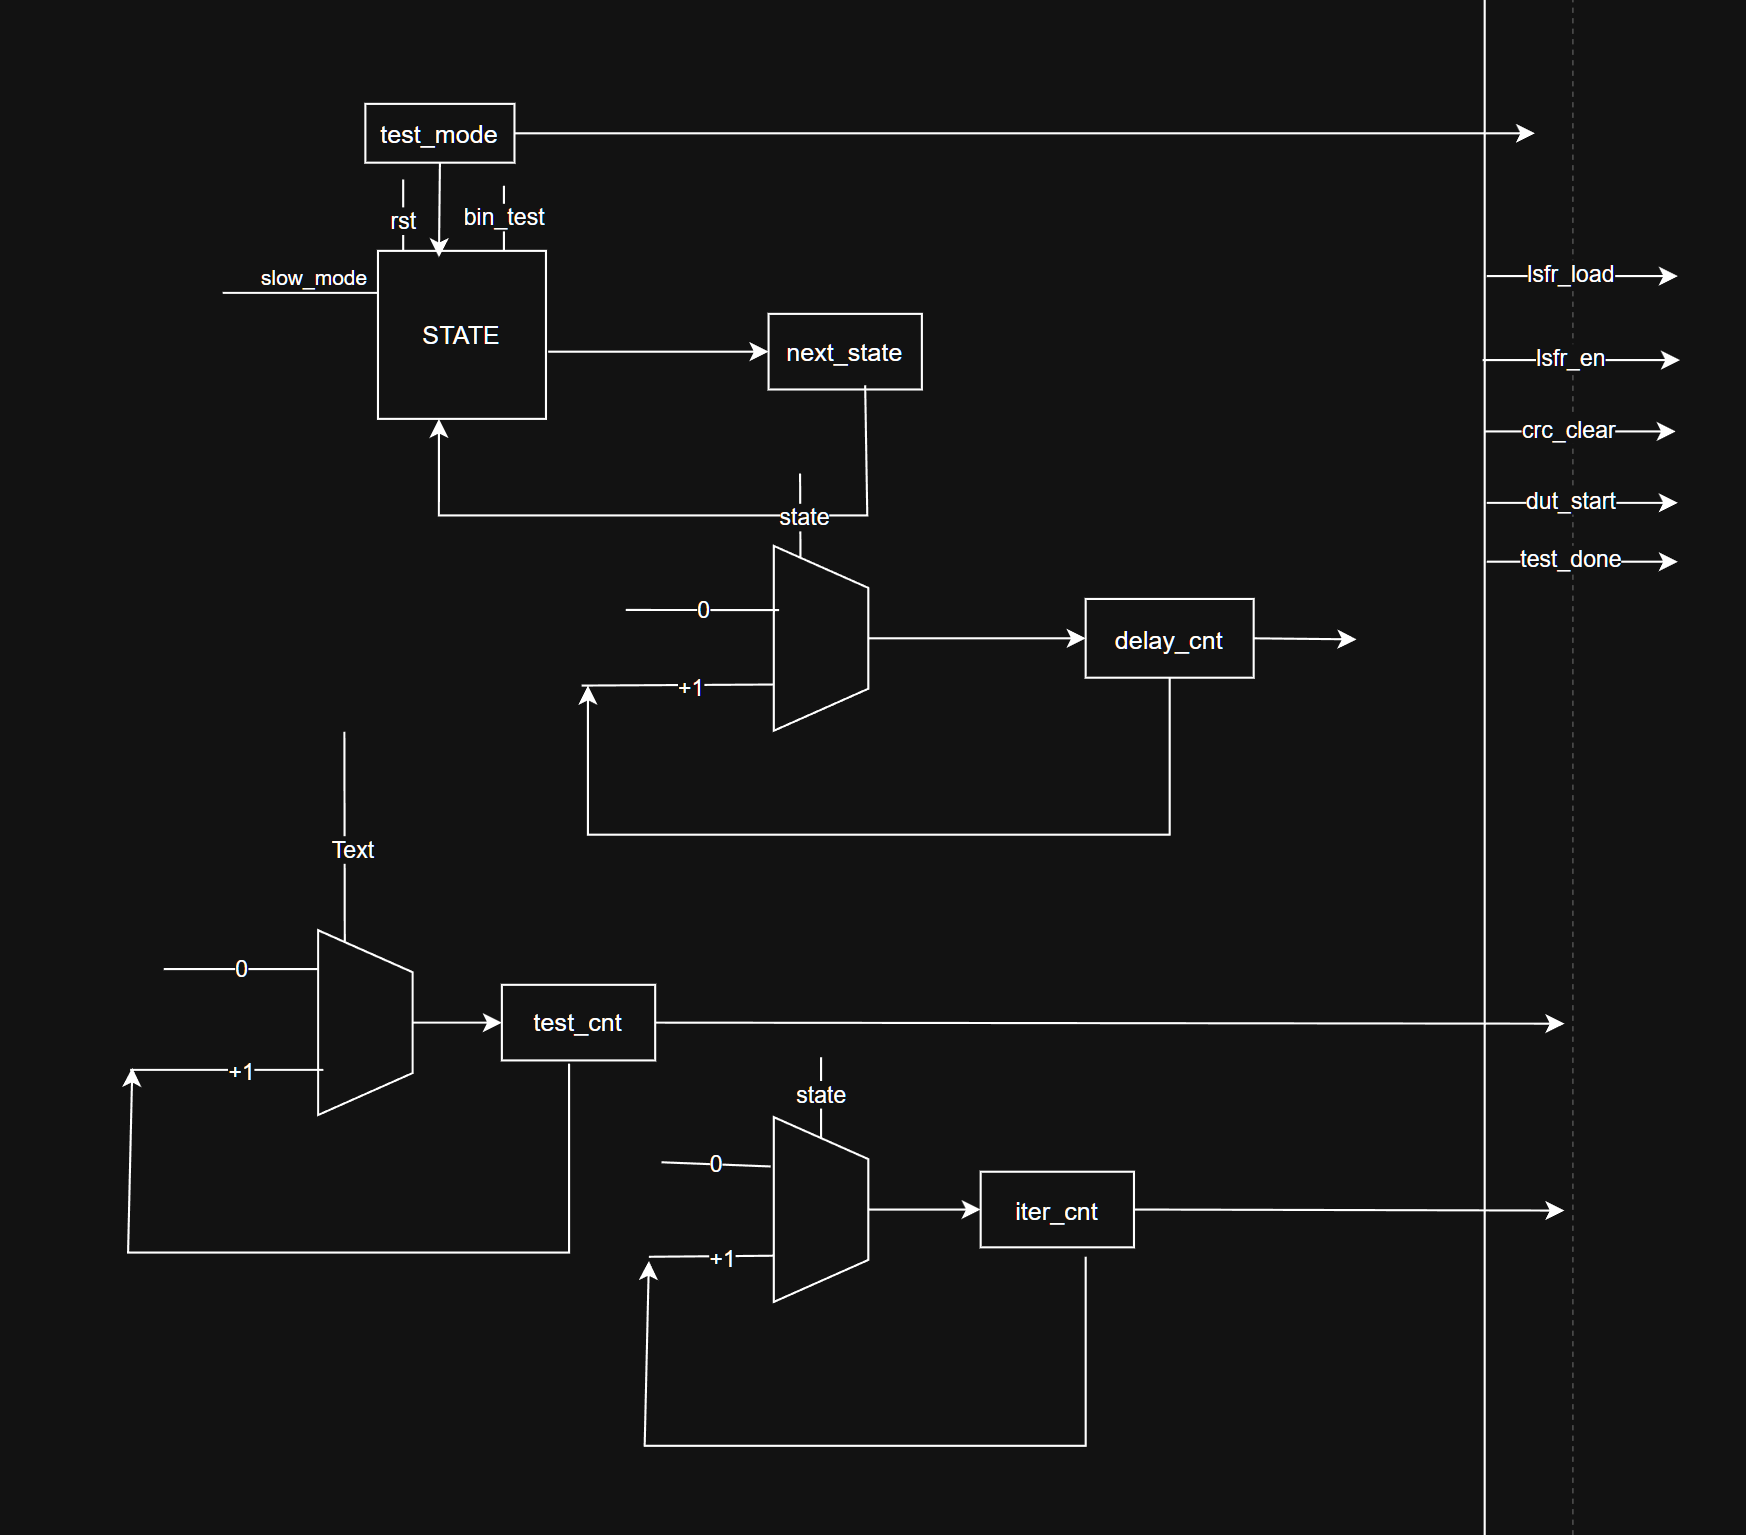 test_mode
rst
bin_test
slow_mode
lsfr_load
STATE
next_state
lsfr_en
crc_clear
dut_start
state
test_done
0
delay_cnt
+1
Text
0
test_cnt
+1
state
0
iter_cnt
+1